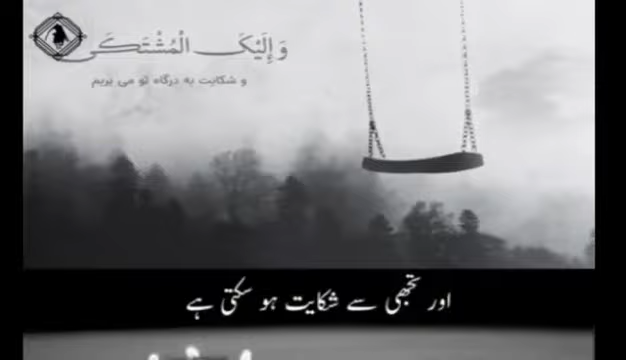 وَ إِلَيْكَ الْمُشْتَكَى
و شکایت به درگاه تو می بریم
اور تجھی سے شکایت ہو سکتی ہے